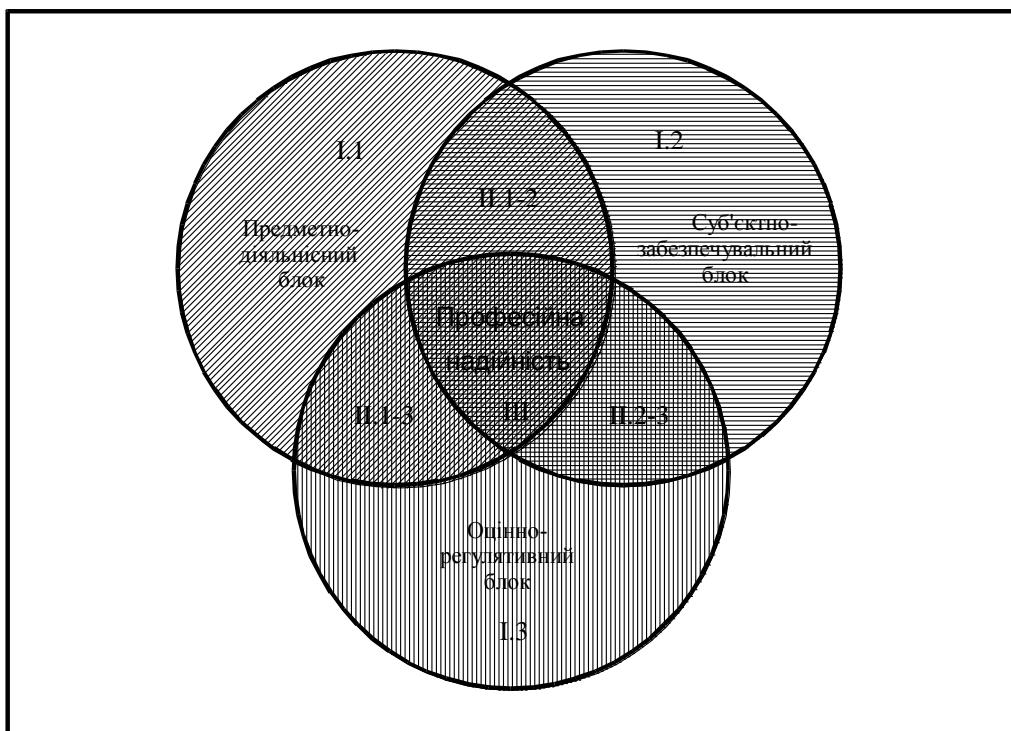 І.1
І.2
ІІ.1-2
Предметно-
діяльнісний
блок
Суб'єктно-
забезпечувальний
блок
Професійна
надійність
ІІІ
ІІ.1-3
ІІ.2-3
Оцінно-
регулятивний
блок
І.3